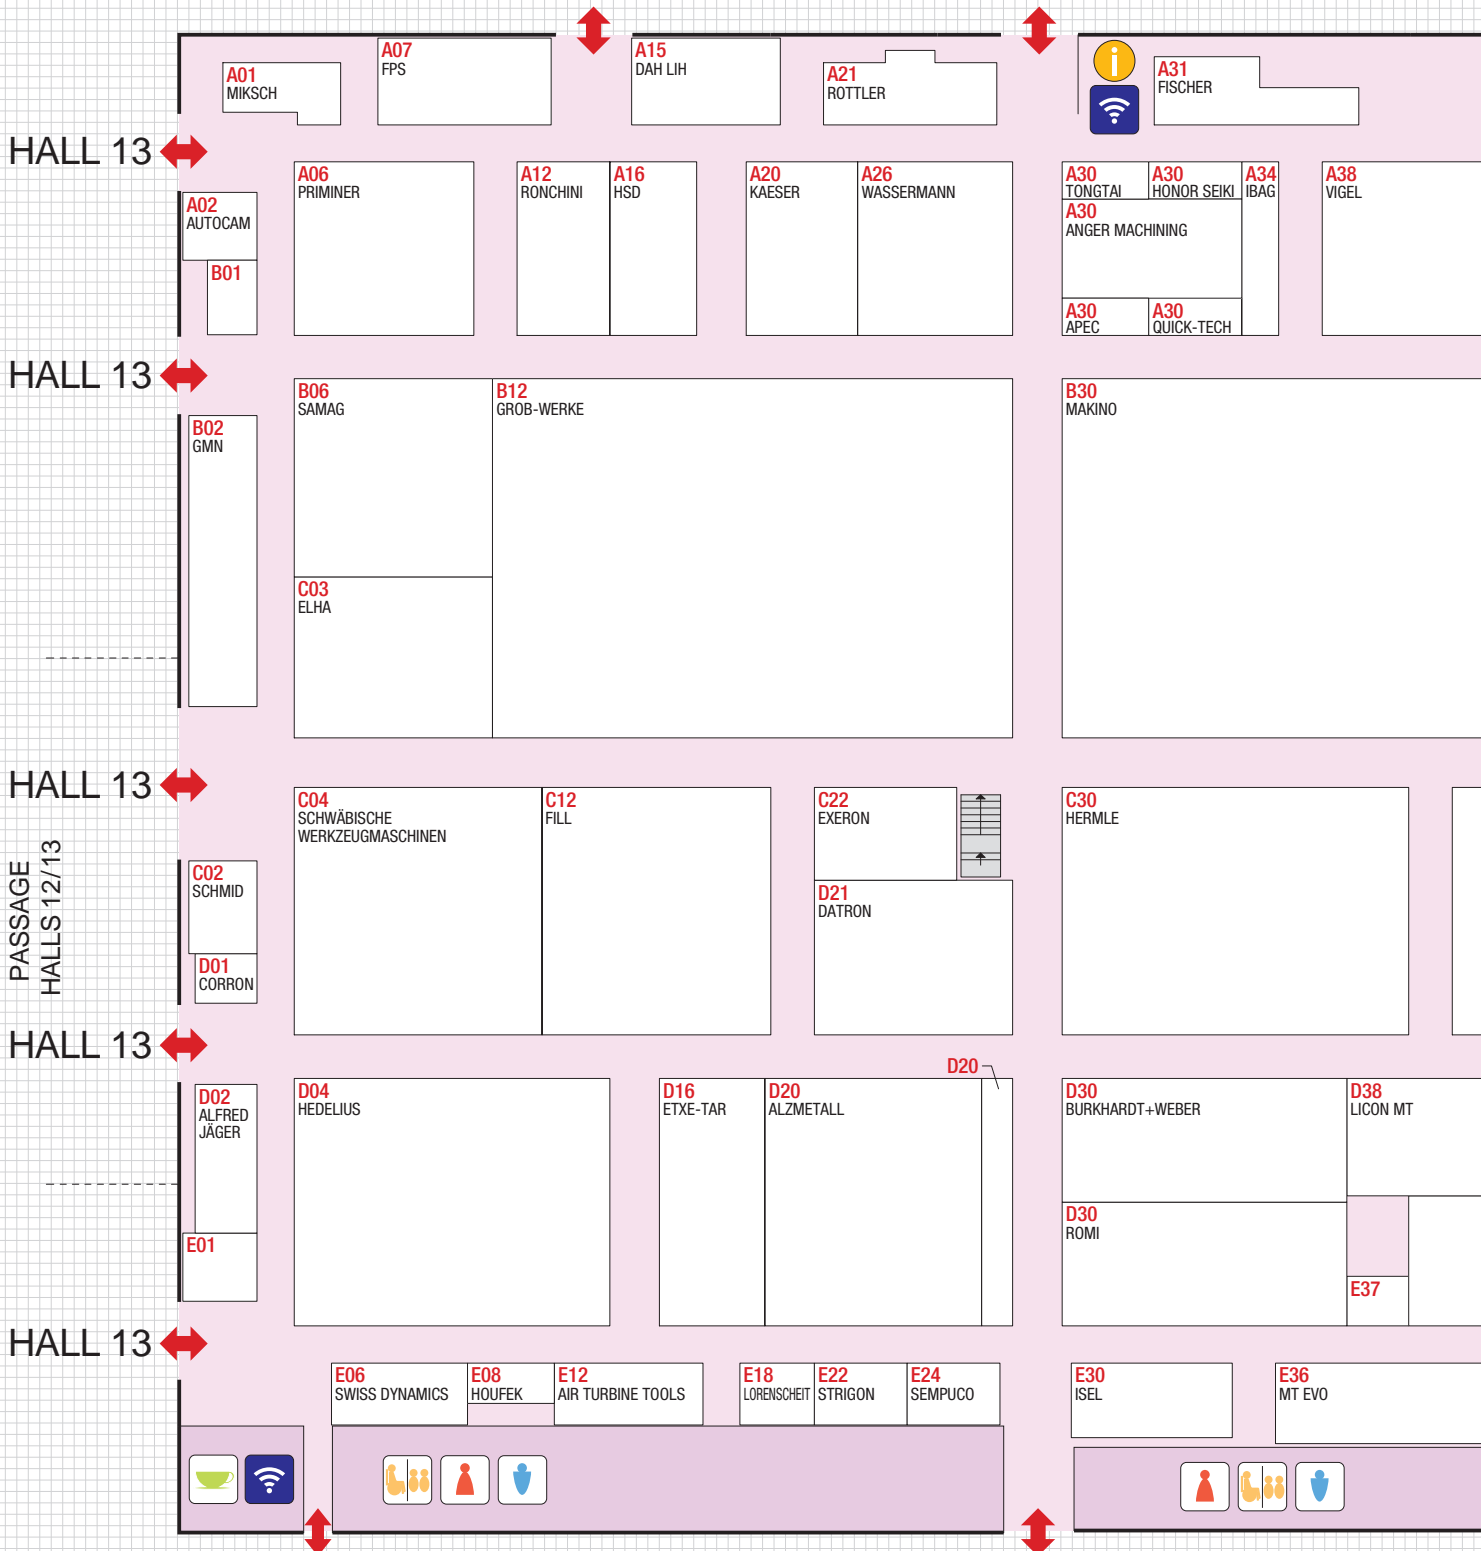 A01
MIKSCH
A07
FPS
A15
DAH LIH
A21
ROTTLER
i
A31
FISCHER
HALL 13
A02
AUTOCAM
B01
A06
PRIMINER
A12
RONCHINI
A16
HSD
A20
KAESER
A26
WASSERMANN
A30
TONGTAI
A30
HONOR SEIKI
A34
IBAG
A30
ANGER MACHINING
A30
APEC
A30
QUICK-TECH
A38
VIGEL
HALL 13
B02
GMN
B06
SAMAG
B12
GROB-WERKE
B30
MAKINO
C03
ELHA
HALL 13
PASSAGE
HALLS 12/13
C02
SCHMID
D01
CORRON
C04
SCHWÄBISCHE
WERKZEUGMASCHINEN
C12
FILL
C22
EXERON
D21
DATRON
C30
HERMLE
HALL 13
D02
ALFRED
JÄGER
E01
D04
HEDELIUS
D16
ETXE-TAR
D20
ALZMETALL
D20
D30
BURKHARDT+WEBER
D38
LICON MT
D30
ROMI
E37
HALL 13
E06
SWISS DYNAMICS
E08
HOUFEK
E12
AIR TURBINE TOOLS
E18
LORENSCHEIT
E22
STRIGON
E24
SEMPUCO
E30
ISEL
E36
MT EVO